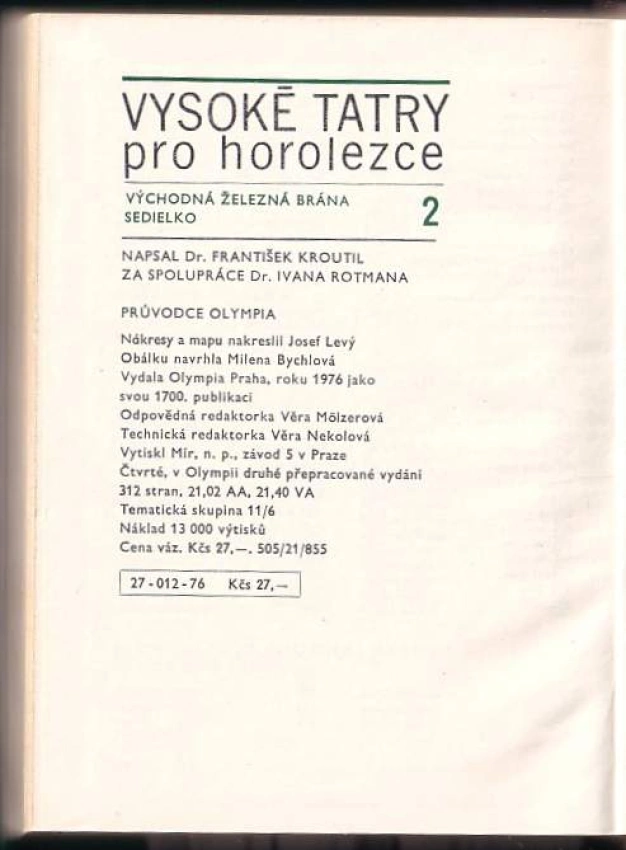 VYSOKÉ TATRY
pro horolezce
VÝCHODNÁ ŽELEZNÁ BRÁNA
SEDIELKO
2
NAPSAL Dr. FRANTIŠEK KROUTIL
ZA SPOLUPRÁCE Dr. IVANA ROTMANA
PRŮVODCE OLYMPIA
Nákresy a mapu nakreslil Josef Levý
Obálku navrhla Milena Bychlová
Vydala Olympia Praha, roku 1976 jako
svou 1700. publikaci
Odpovědná redaktorka Věra Mölzerová
Technická redaktorka Věra Nekolová
Vytiskl Mír, n. p., závod 5 v Praze
Čtvrté, v Olympii druhé přepracované vydání
312 stran, 21,02 AA, 21,40 VA
Tematická skupina 11/6
Náklad 13 000 výtisků
Cena váz. Kčs 27,—. 505/21/855
27-012-76 Kčs 27,—